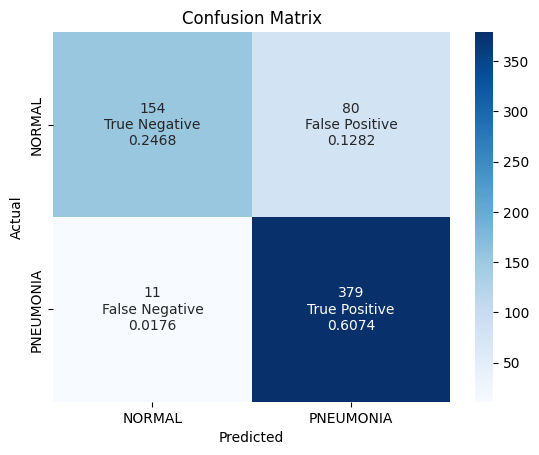 Confusion Matrix
NORMAL
154
True Negative
0.2468
80
False Positive
0.1282
Actual
PNEUMONIA
11
False Negative
0.0176
379
True Positive
0.6074
NORMAL
PNEUMONIA
Predicted
350
300
250
200
150
100
50